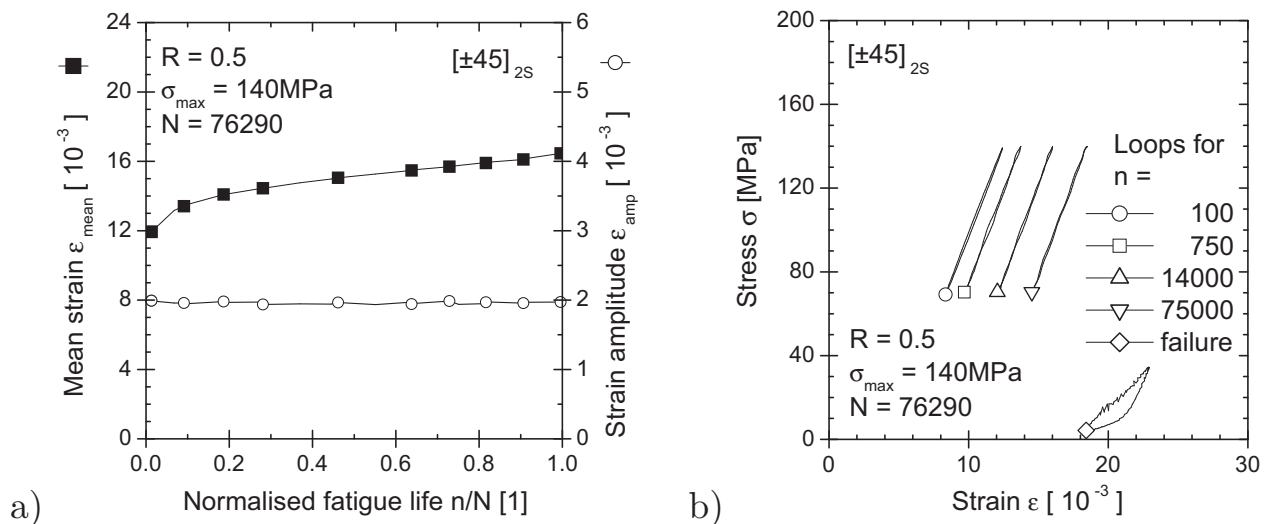 24
20
16
12
8
4
0
Mean strain ε_mean [ 10⁻³ ]
R = 0.5
σ_max = 140MPa
N = 76290
[±45]_2S
6
5
4
3
2
1
0
Strain amplitude ε_amp [ 10⁻³ ]
0.0 0.2 0.4 0.6 0.8 1.0
Normalised fatigue life n/N [1]
a)
200
160
120
80
40
0
Stress σ [MPa]
[±45]_2S
Loops for
n =
100
750
14000
75000
failure
R = 0.5
σ_max = 140MPa
N = 76290
0 10 20 30
Strain ε [ 10⁻³ ]
b)